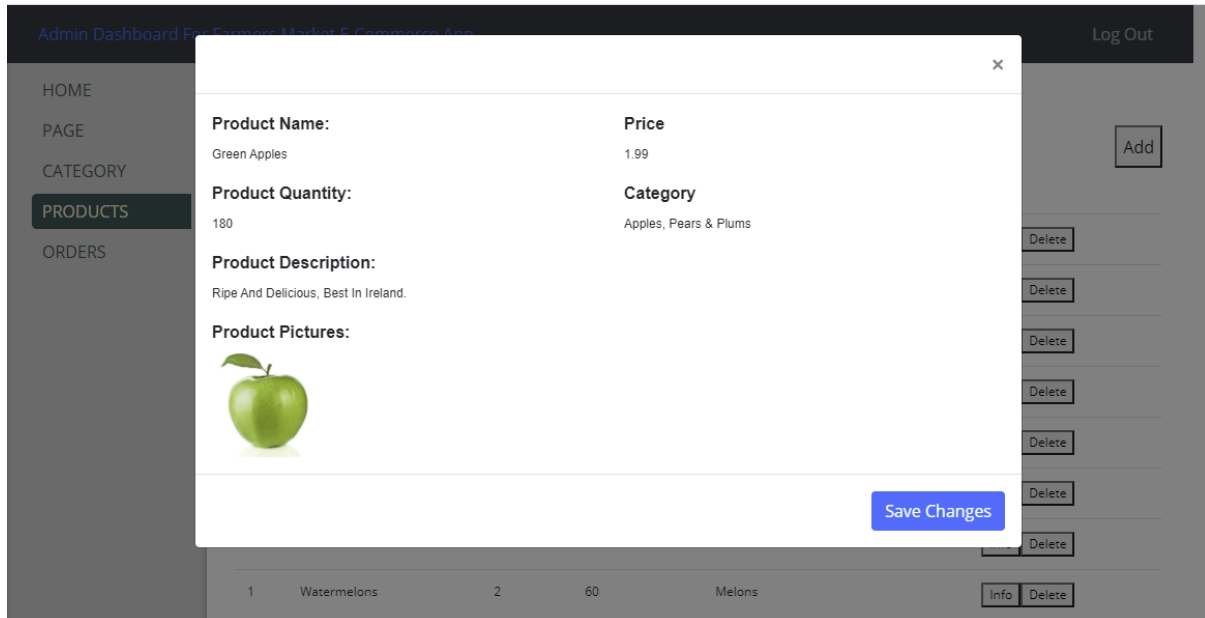 Admin Dashboard For Farmers Market E-Commerce App
Log Out
HOME
PAGE
CATEGORY
PRODUCTS
ORDERS
Add
×
Product Name:
Price
Green Apples
1.99
Product Quantity:
Category
180
Apples, Pears & Plums
Product Description:
Ripe And Delicious, Best In Ireland.
Product Pictures:
Save Changes
Delete
Delete
Delete
Delete
Delete
Delete
Info Delete
1 Watermelons 2 60 Melons Info Delete